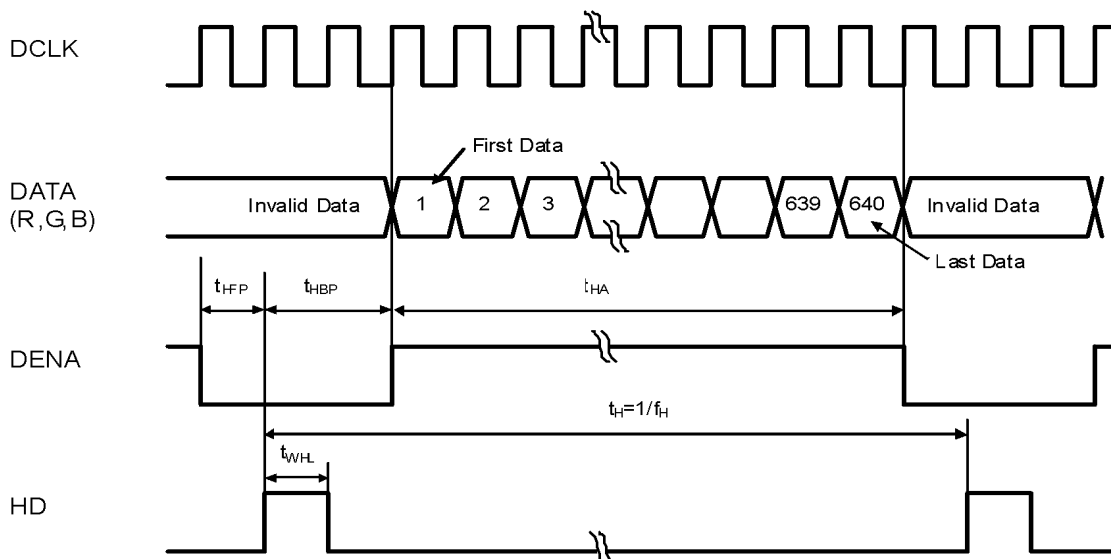 DCLK
First Data
DATA
(R,G,B)
Invalid Data 1 2 3 639 640 Invalid Data
Last Data
tHFP tHBP tHA
DENA
tH=1/fH
tWHL
HD